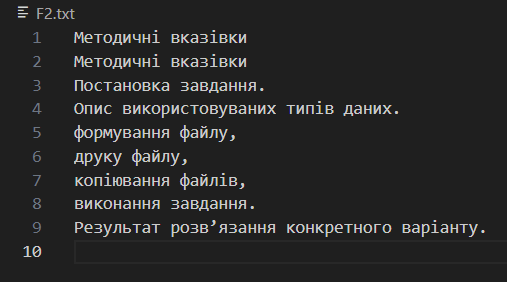 F2.txt
1 Методичні вказівки
2 Методичні вказівки
3 Постановка завдання.
4 Опис використовуваних типів даних.
5 формування файлу,
6 друку файлу,
7 копіювання файлів,
8 виконання завдання.
9 Результат розв’язання конкретного варіанту.
10